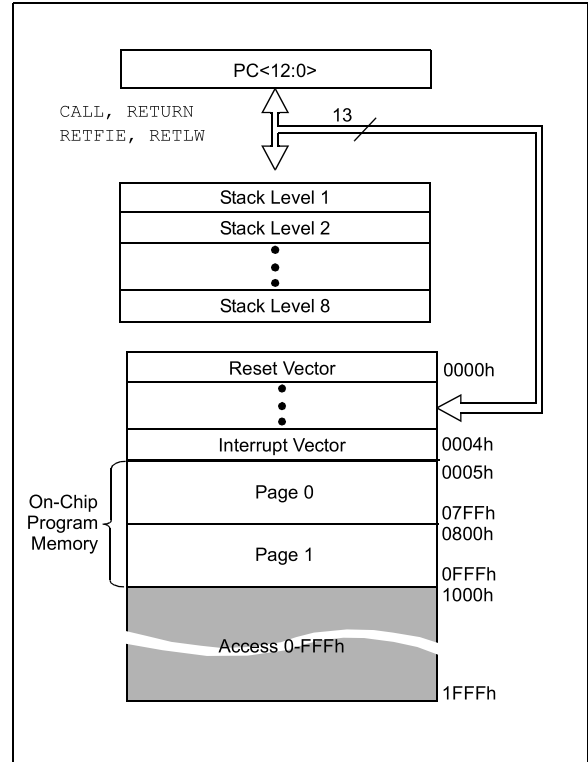 PC<12:0>
CALL, RETURN
RETFIE, RETLW
13
Stack Level 1
Stack Level 2
Stack Level 8
Reset Vector
0000h
Interrupt Vector
0004h
0005h
Page 0
07FFh
On-Chip
Program
Memory
0800h
Page 1
0FFFh
1000h
Access 0-FFFh
1FFFh